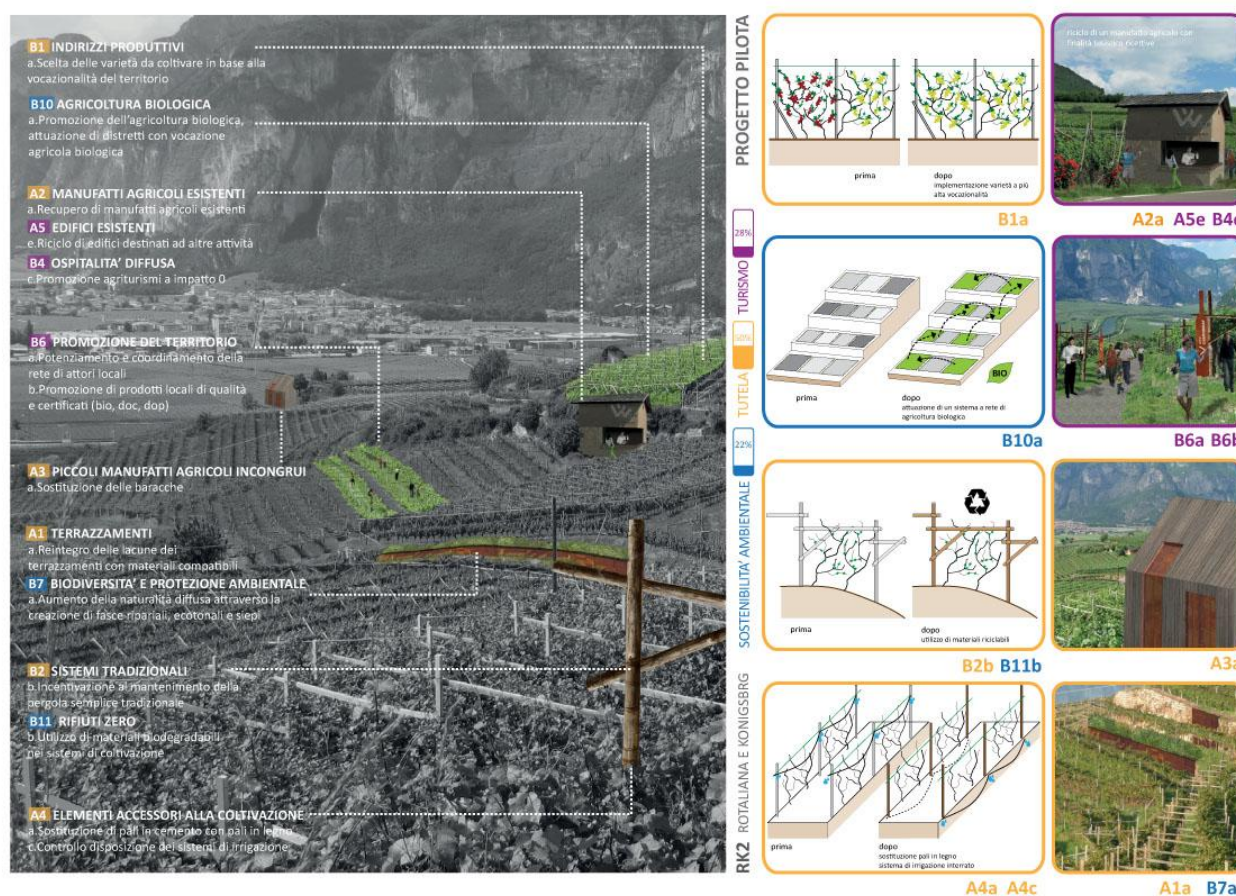 B1 INDIRIZZI PRODUTTIVI
a.Scelta delle varietà da coltivare in base alla
vocazionalità del territorio
B10 AGRICOLTURA BIOLOGICA
a.Promozione dell'agricoltura biologica,
attuazione di distretti con vocazione
agricola biologica
A2 MANUFATTI AGRICOLI ESISTENTI
a.Recupero di manufatti agricoli esistenti
A5 EDIFICI ESISTENTI
e.Riciclo di edifici destinati ad altre attività
B4 OSPITALITA' DIFFUSA
c.Promozione agriturismi a impatto 0
B6 PROMOZIONE DEL TERRITORIO
a.Potenziamento e coordinamento della
rete di attori locali
b.Promozione di prodotti locali di qualità
e certificati (bio, doc, dop)
A3 PICCOLI MANUFATTI AGRICOLI INCONGRUI
a.Sostituzione delle baracche
A1 TERRAZZAMENTI
a.Reintegro delle lacune dei
terrazzamenti con materiali compatibili
B7 BIODIVERSITA' E PROTEZIONE AMBIENTALE
a.Aumento della naturalità diffusa attraverso la
creazione di fasce ripariali, ecotonali e siepi
B2 SISTEMI TRADIZIONALI
b.Incentivazione al mantenimento della
pergola semplice tradizionale
B11 RIFIUTI ZERO
b.Utilizzo di materiali biodegradabili
nei sistemi di coltivazione
A4 ELEMENTI ACCESSORI ALLA COLTIVAZIONE
a.Sostituzione di pali in cemento con pali in legno
c.Controllo disposizione dei sistemi di irrigazione
PROGETTO PILOTA
28%
TURISMO
50%
TUTELA
22%
SOSTENIBILITA' AMBIENTALE
RK2 ROTALIANA E KONIGSBRG
prima
dopo
implementazione varietà a più
alta vocazionalità
B1a
riciclo di un manufatto agricolo con
finalità turistico-ricettive
A2a A5e B4c
prima
dopo
attuazione di un sistema a rete di
agricoltura biologica
BIO
B10a
B6a B6b
prima
dopo
utilizzo di materiali riciclabili
B2b B11b
A3a
prima
dopo
sostituzione pali in legno
sistema di irrigazione interrato
A4a A4c
A1a B7a